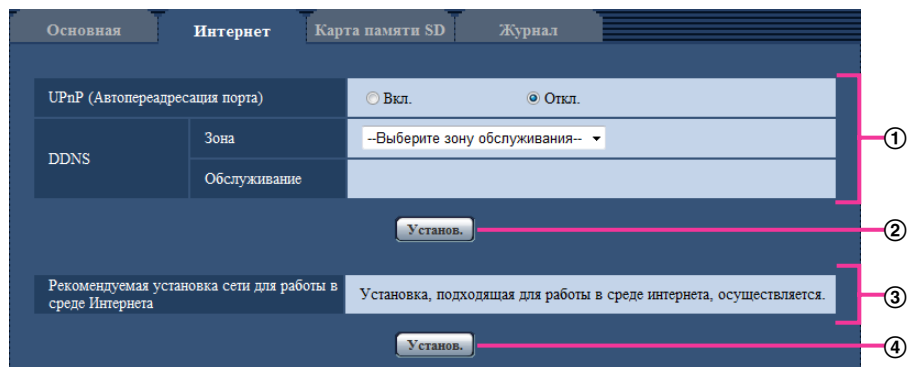 Основная Интернет Карта памяти SD Журнал
UPnP (Автопереадресация порта) Вкл. Откл.
DDNS
Зона --Выберите зону обслуживания--
Обслуживание
①
Установ. ②
Рекомендуемая установка сети для работы в
среде Интернета
Установка, подходящая для работы в среде интернета, осуществляется.
③
Установ. ④